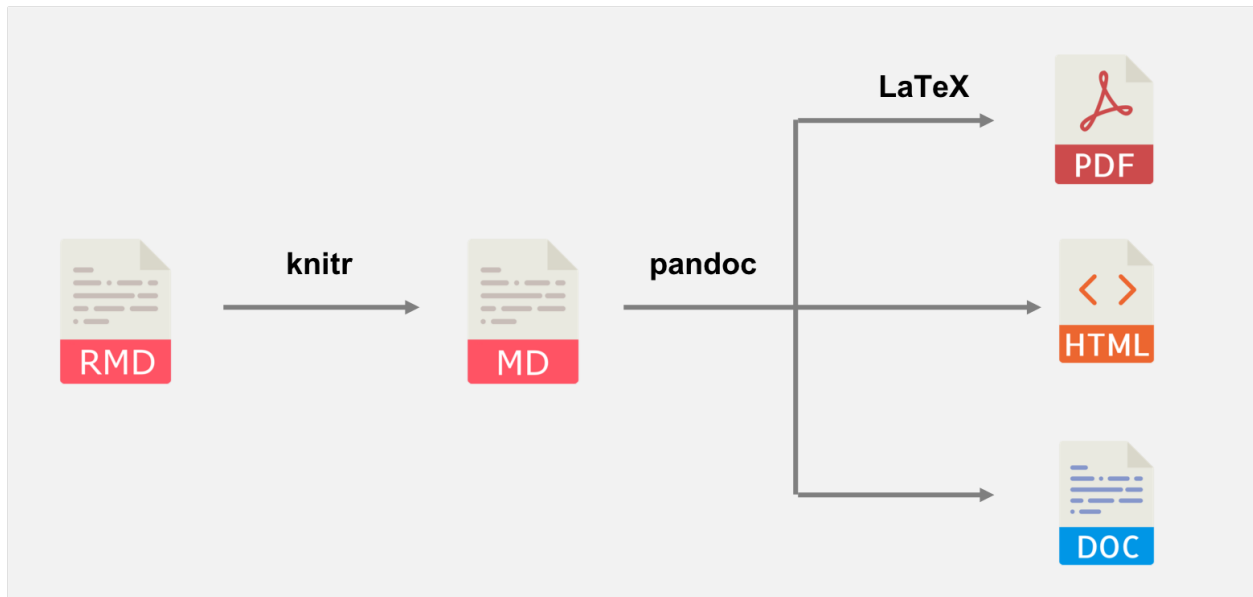 LaTeX
PDF
knitr
pandoc
RMD
MD
HTML
DOC